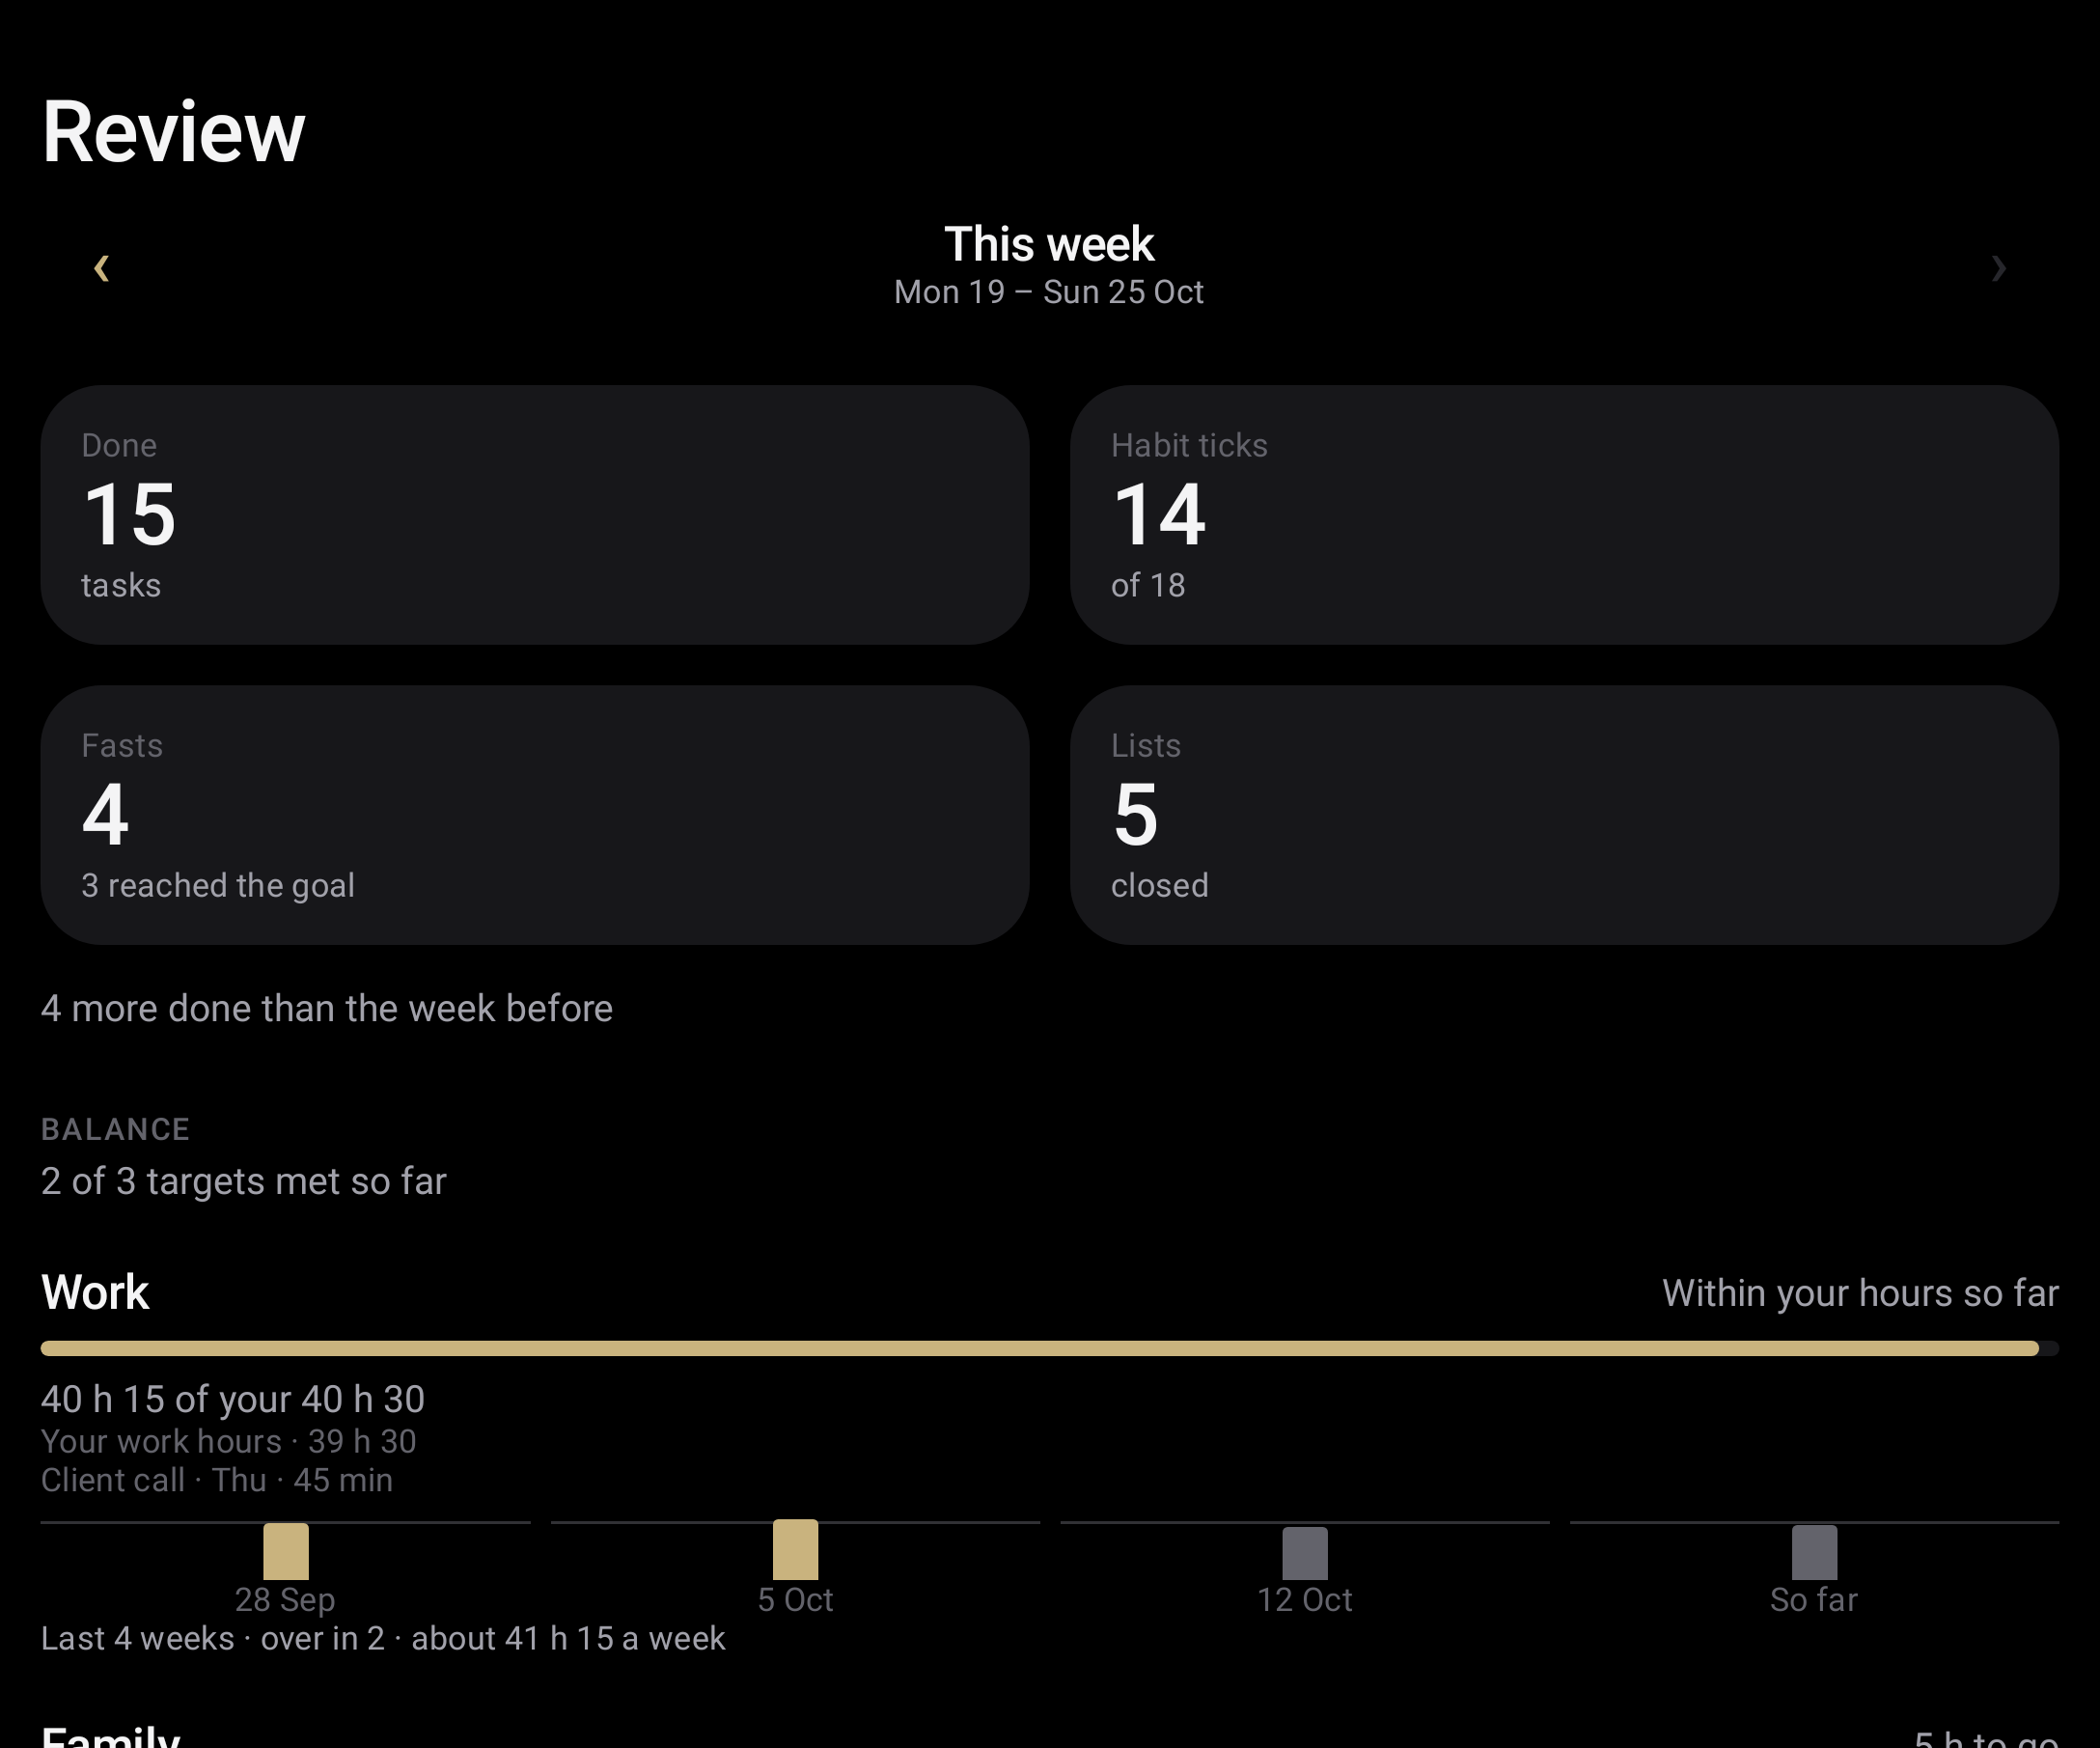 Review
‹
This week
›
Mon 19 – Sun 25 Oct
Done
15
tasks
Habit ticks
14
of 18
Fasts
4
3 reached the goal
Lists
5
closed
4 more done than the week before
BALANCE
2 of 3 targets met so far
Work
Within your hours so far
40 h 15 of your 40 h 30
Your work hours · 39 h 30
Client call · Thu · 45 min
28 Sep
5 Oct
12 Oct
So far
Last 4 weeks · over in 2 · about 41 h 15 a week
Family
5 h to go